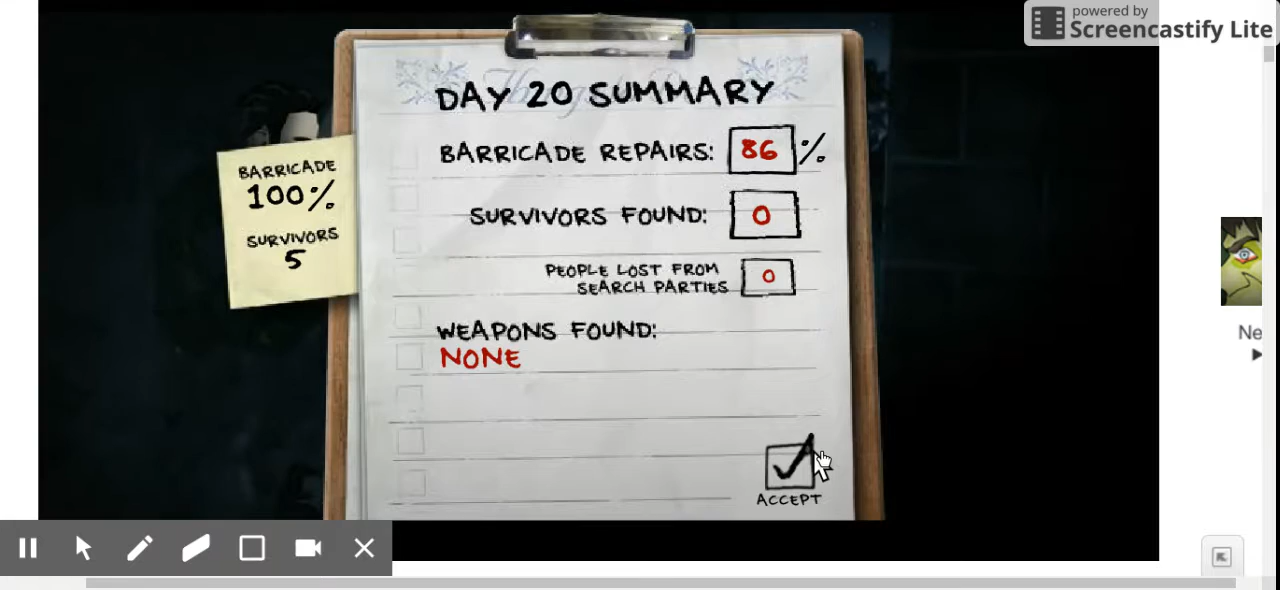 powered by
Screencastify Lite
DAY 20 SUMMARY
BARRICADE REPAIRS: 86 %
BARRICADE
100%
SURVIVORS
5
SURVIVORS FOUND: 0
PEOPLE LOST FROM
SEARCH PARTIES 0
WEAPONS FOUND:
NONE
ACCEPT
Ne